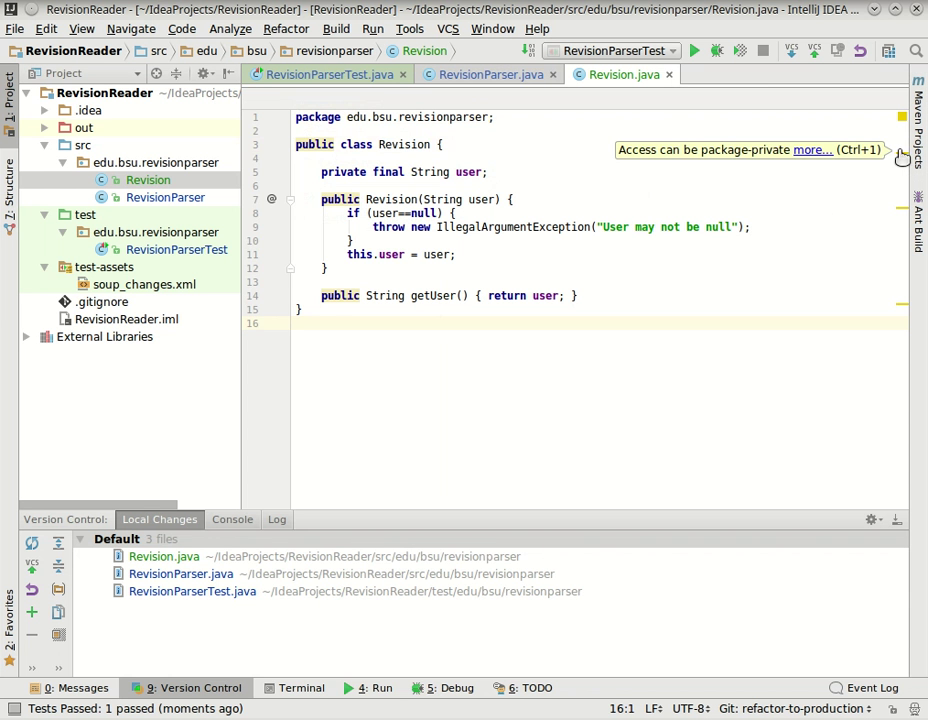 RevisionReader - [~/IdeaProjects/RevisionReader] - [RevisionReader] - ~/IdeaProjects/RevisionReader/src/edu/bsu/revisionparser/Revision.java - IntelliJ IDEA ...
File Edit View Navigate Code Analyze Refactor Build Run Tools VCS Window Help
RevisionReader src edu bsu revisionparser Revision RevisionParserTest
1: Project
7: Structure
2: Favorites
Project
RevisionParserTest.java × RevisionParser.java × Revision.java ×
RevisionReader ~/IdeaProjects/
.idea
out
src
edu.bsu.revisionparser
Revision
RevisionParser
test
edu.bsu.revisionparser
RevisionParserTest
test-assets
soup_changes.xml
.gitignore
RevisionReader.iml
External Libraries
1 package edu.bsu.revisionparser;
2
3 public class Revision {
4
5 private final String user;
6
7 @ public Revision(String user) {
8 if (user==null) {
9 throw new IllegalArgumentException("User may not be null");
10 }
11 this.user = user;
12 }
13
14 public String getUser() { return user; }
15 }
16
Access can be package-private more... (Ctrl+1)
Maven Projects
Ant Build
Version Control: Local Changes Console Log
Default 3 files
Revision.java ~/IdeaProjects/RevisionReader/src/edu/bsu/revisionparser
RevisionParser.java ~/IdeaProjects/RevisionReader/src/edu/bsu/revisionparser
RevisionParserTest.java ~/IdeaProjects/RevisionReader/test/edu/bsu/revisionparser
VCS
0: Messages 9: Version Control Terminal 4: Run 5: Debug 6: TODO Event Log
Tests Passed: 1 passed (moments ago) 16:1 LF UTF-8 Git: refactor-to-production